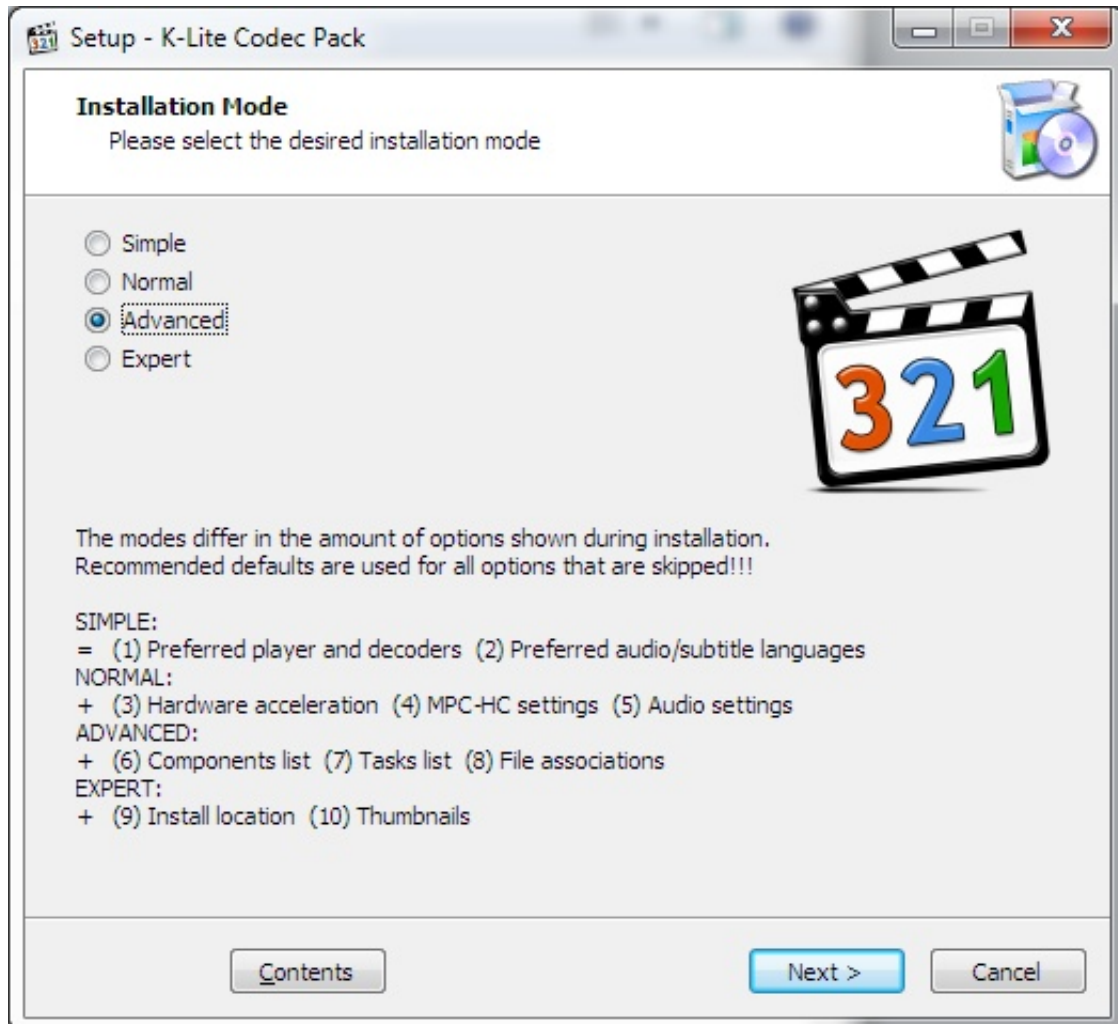 Setup - K-Lite Codec Pack
Installation Mode
Please select the desired installation mode
Simple
Normal
Advanced
Expert
321
The modes differ in the amount of options shown during installation.
Recommended defaults are used for all options that are skipped!!!
SIMPLE:
= (1) Preferred player and decoders (2) Preferred audio/subtitle languages
NORMAL:
+ (3) Hardware acceleration (4) MPC-HC settings (5) Audio settings
ADVANCED:
+ (6) Components list (7) Tasks list (8) File associations
EXPERT:
+ (9) Install location (10) Thumbnails
Contents
Next >
Cancel